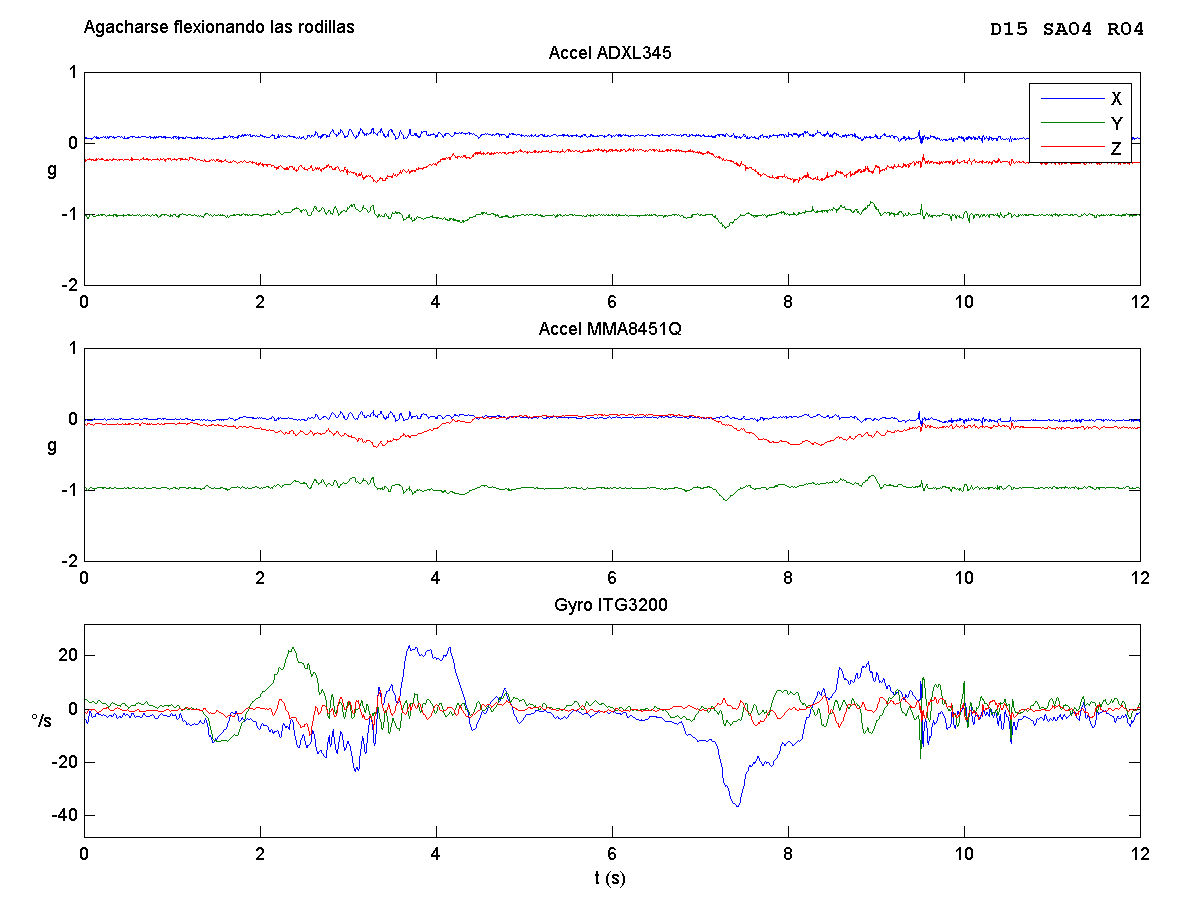 Agacharse flexionando las rodillas
D15 SA04 R04
Accel ADXL345
1
0
-1
-2
g
X
Y
Z
0 2 4 6 8 10 12
Accel MMA8451Q
1
0
-1
-2
g
0 2 4 6 8 10 12
Gyro ITG3200
20
0
-20
-40
°/s
0 2 4 6 8 10 12
t (s)